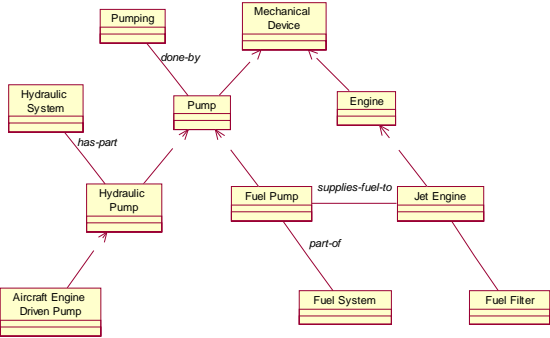 Pumping
Mechanical
Device
done-by
Hydraulic
System
Pump
Engine
has-part
Hydraulic
Pump
Fuel Pump
supplies-fuel-to
Jet Engine
part-of
Aircraft Engine
Driven Pump
Fuel System
Fuel Filter